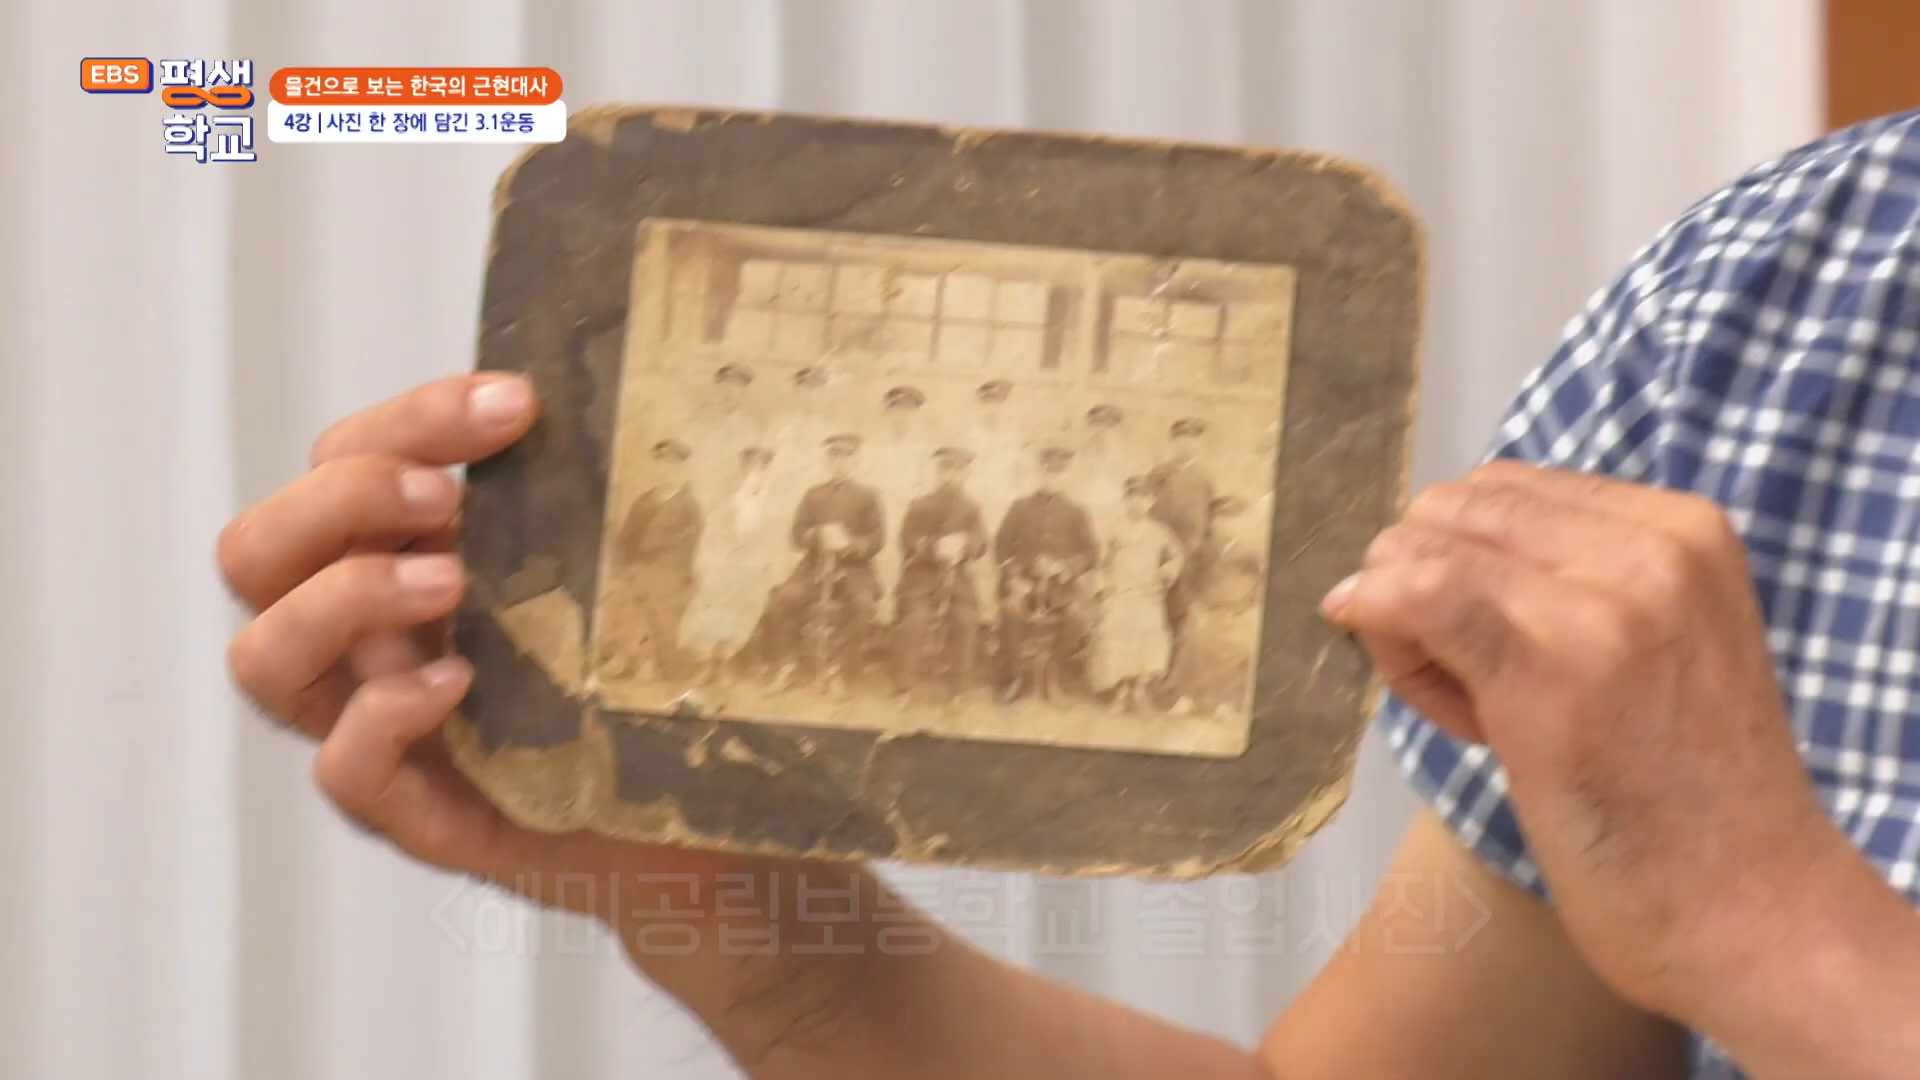 EBS 평생학교
물건으로 보는 한국의 근현대사
4강 | 사진 한 장에 담긴 3.1운동
<해미공립보통학교 졸업사진>